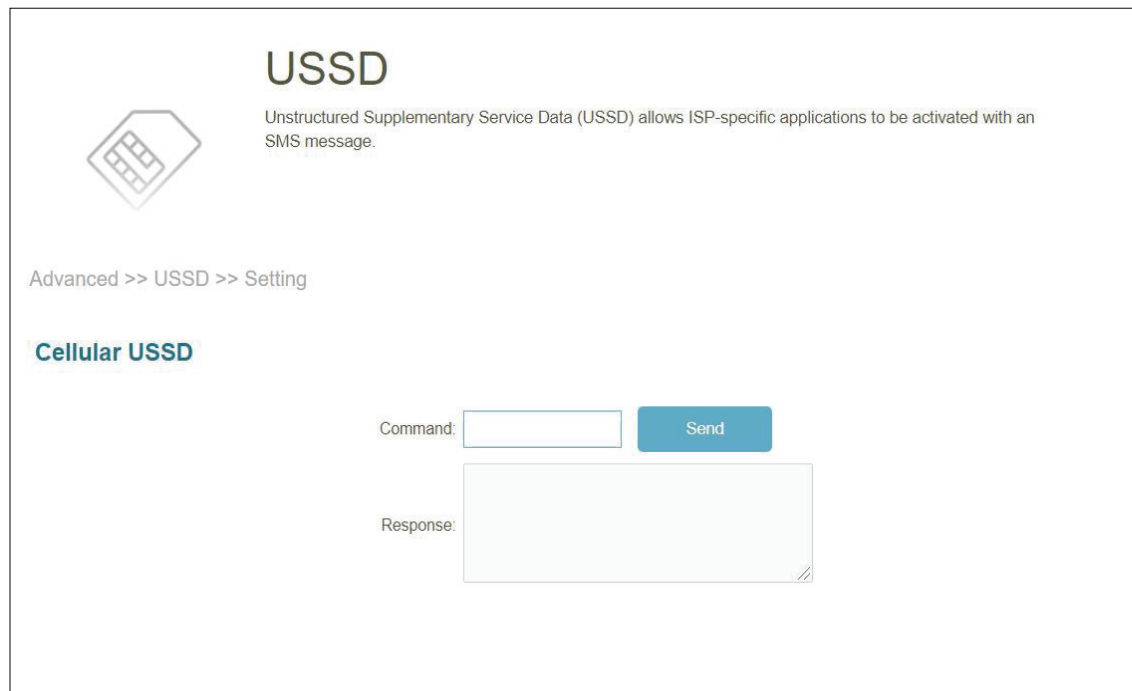 USSD
Unstructured Supplementary Service Data (USSD) allows ISP-specific applications to be activated with an
SMS message.
Advanced >> USSD >> Setting
Cellular USSD
Command:
Send
Response: